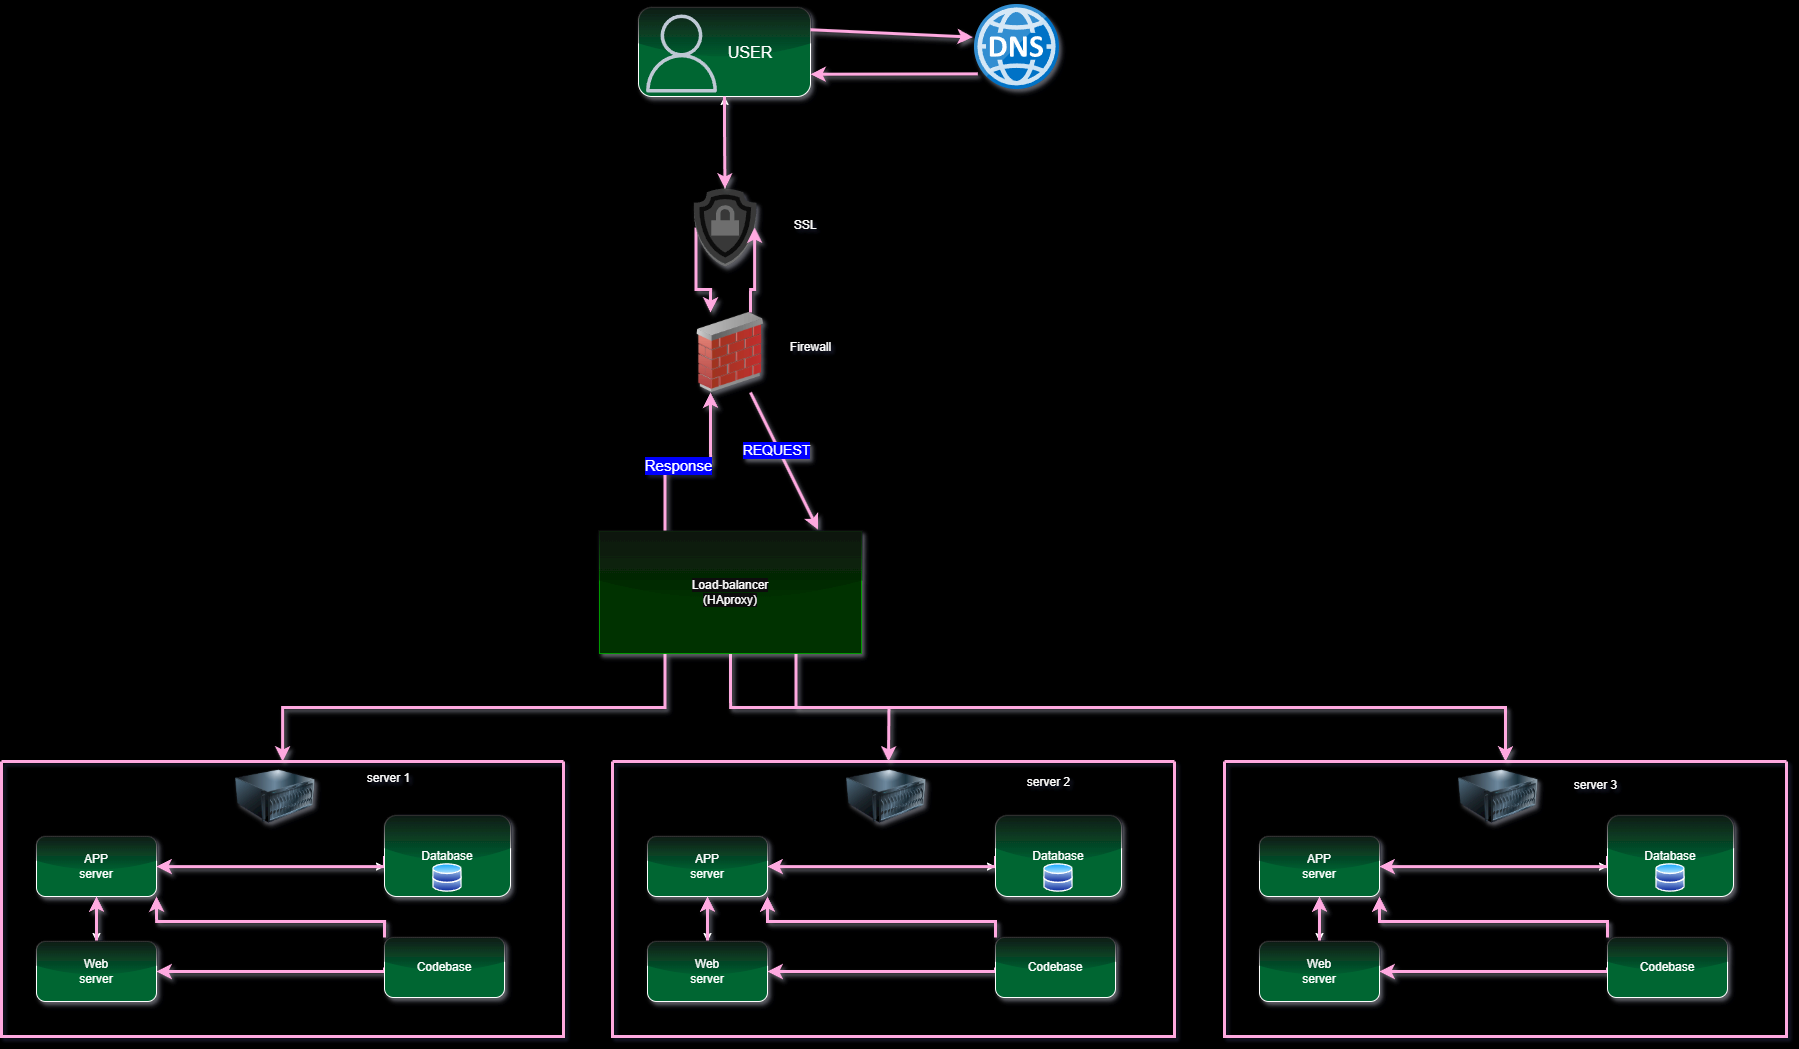 USER
DNS
SSL
Firewall
REQUEST
Response
Load-balancer
(HAproxy)
server 1
APP
server
Database
Web
server
Codebase
server 2
APP
server
Database
Web
server
Codebase
server 3
APP
server
Database
Web
server
Codebase